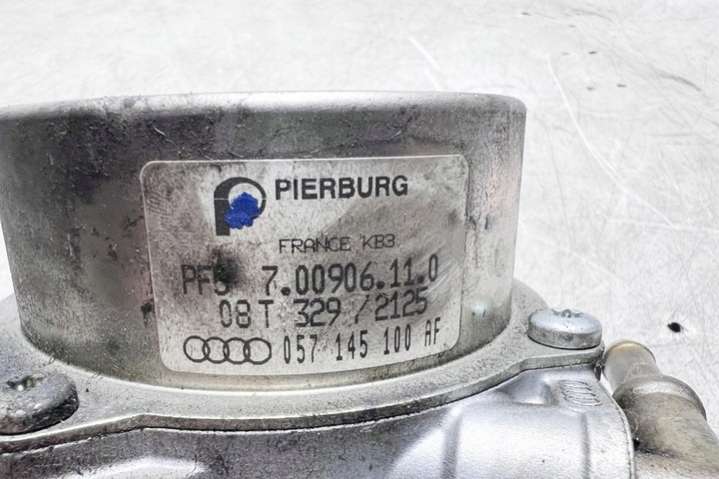 PIERBURG
FRANCE KB3
PFS 7.00906.11.0
08T 329 / 2125
057 145 100 AF